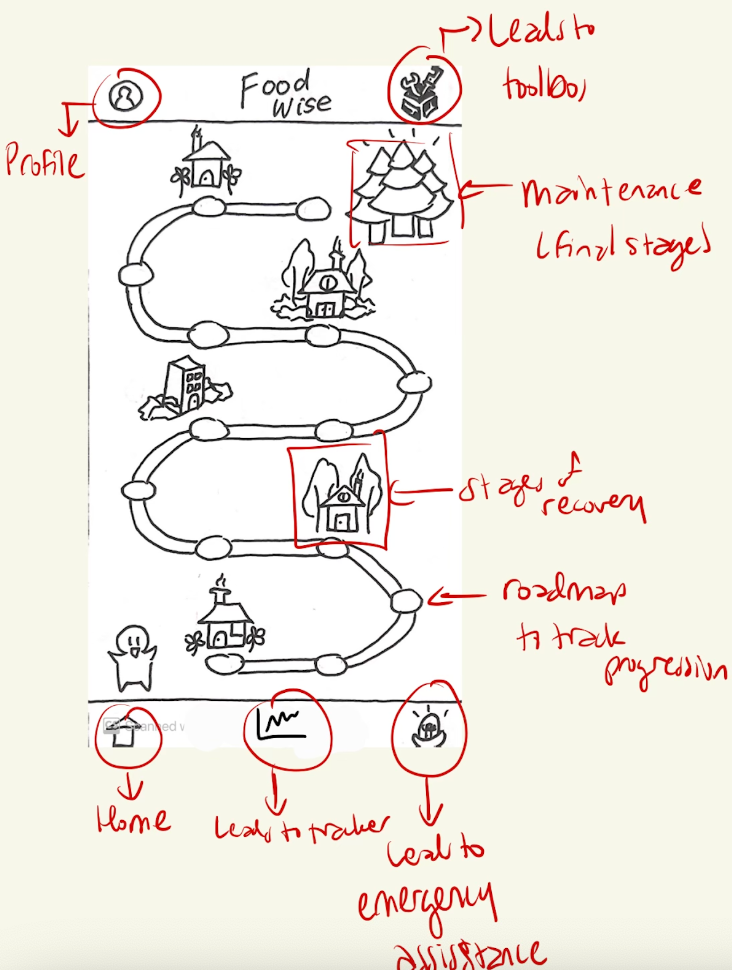 Leads to
toolbox
Food
Wise
Profile
maintenance
(final stages)
stages of
recovery
roadmap
to track
progression
Scanned w
Home
Leads to tracker
Lead to
emergency
assistance